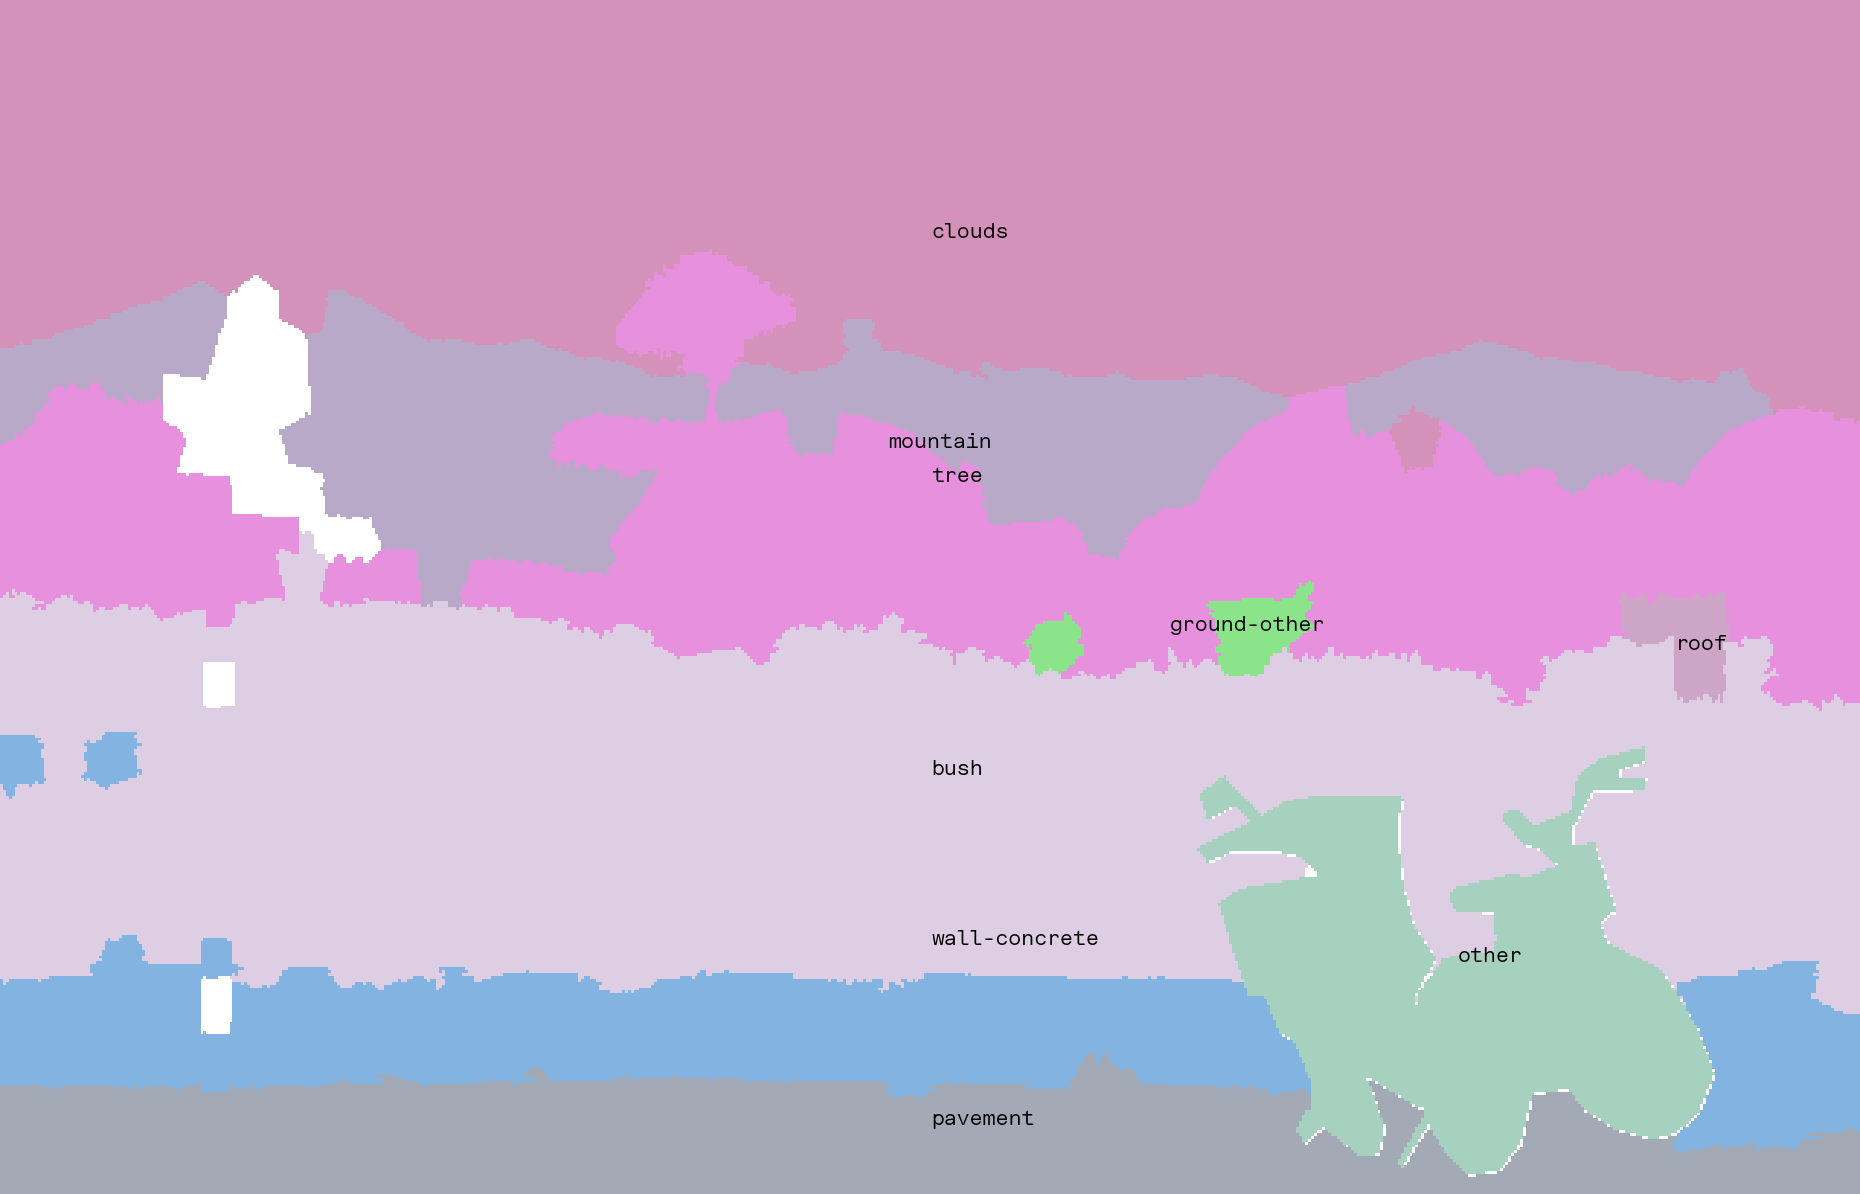 clouds
mountain
tree
ground-other
roof
bush
wall-concrete
other
pavement